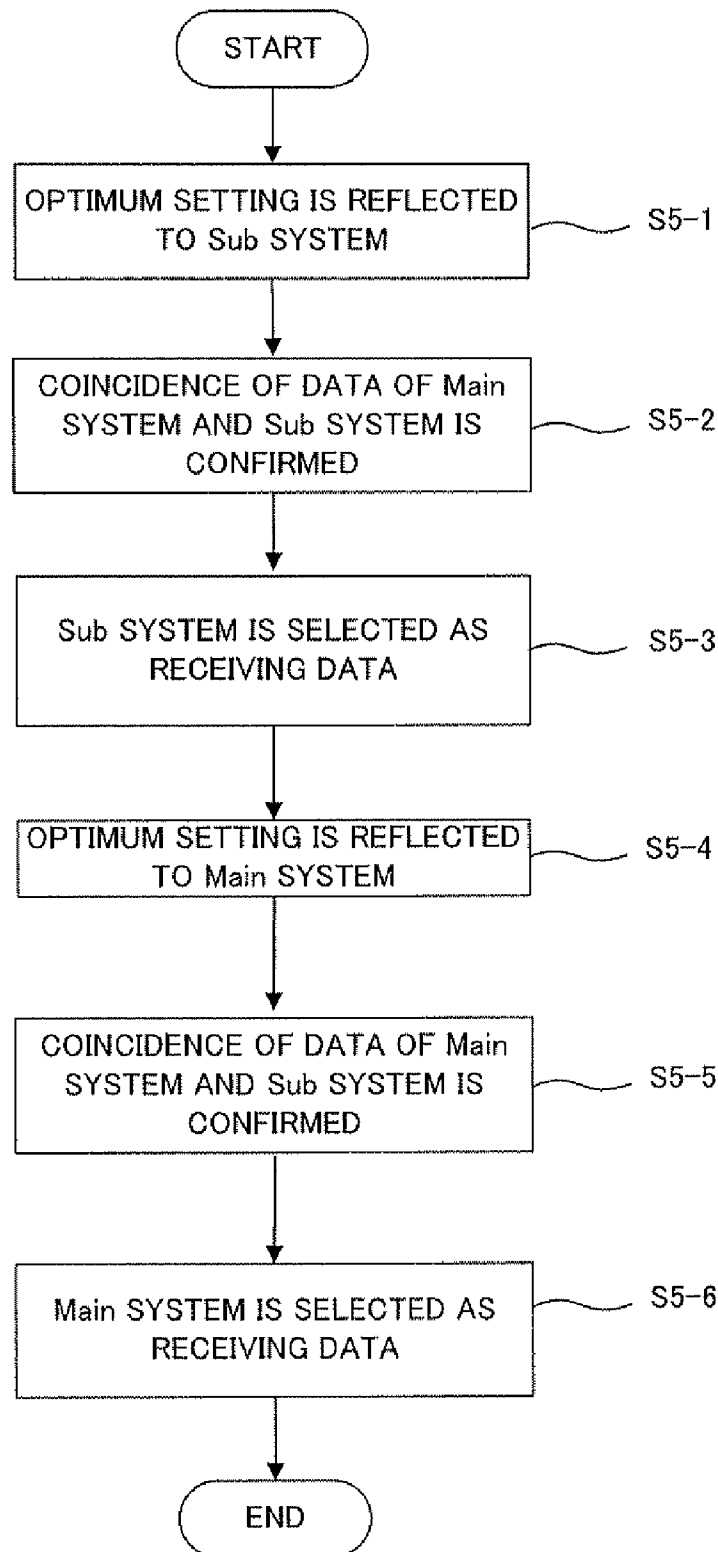 START
OPTIMUM SETTING IS REFLECTED
TO Sub SYSTEM
S5-1
COINCIDENCE OF DATA OF Main
SYSTEM AND Sub SYSTEM IS
CONFIRMED
S5-2
Sub SYSTEM IS SELECTED AS
RECEIVING DATA
S5-3
OPTIMUM SETTING IS REFLECTED
TO Main SYSTEM
S5-4
COINCIDENCE OF DATA OF Main
SYSTEM AND Sub SYSTEM IS
CONFIRMED
S5-5
Main SYSTEM IS SELECTED AS
RECEIVING DATA
S5-6
END